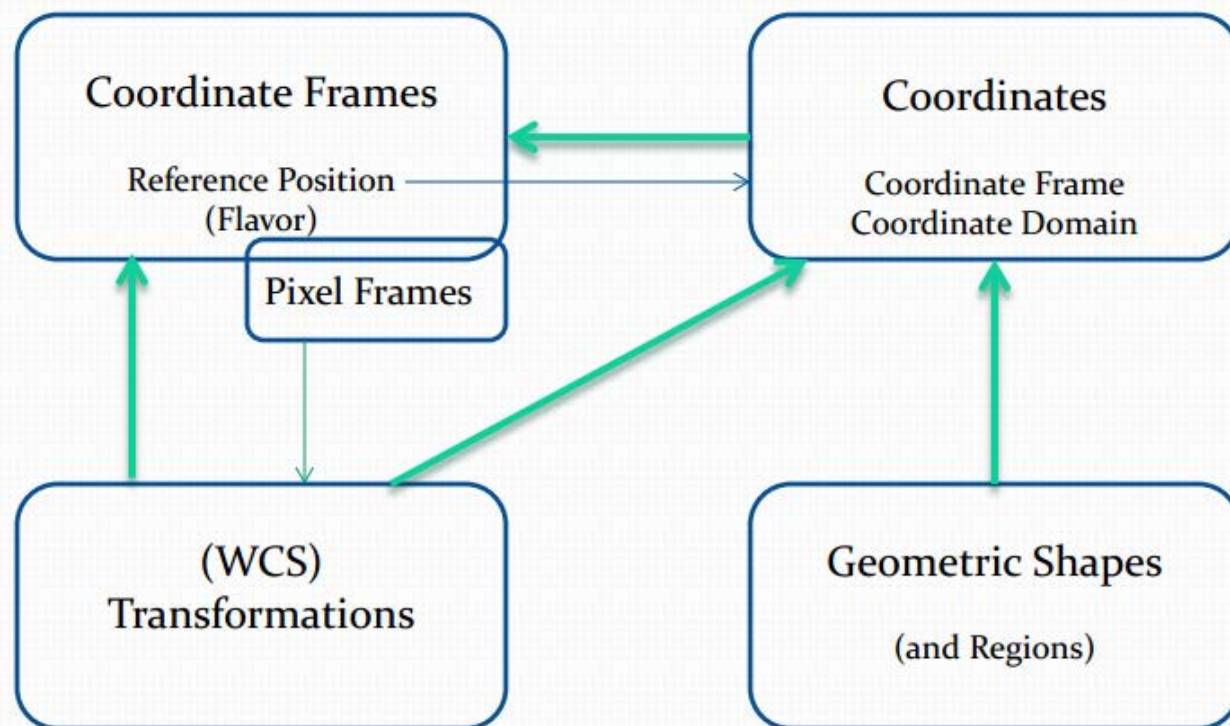 Coordinate Frames
Reference Position
(Flavor)
Pixel Frames
Coordinates
Coordinate Frame
Coordinate Domain
(WCS)
Transformations
Geometric Shapes
(and Regions)